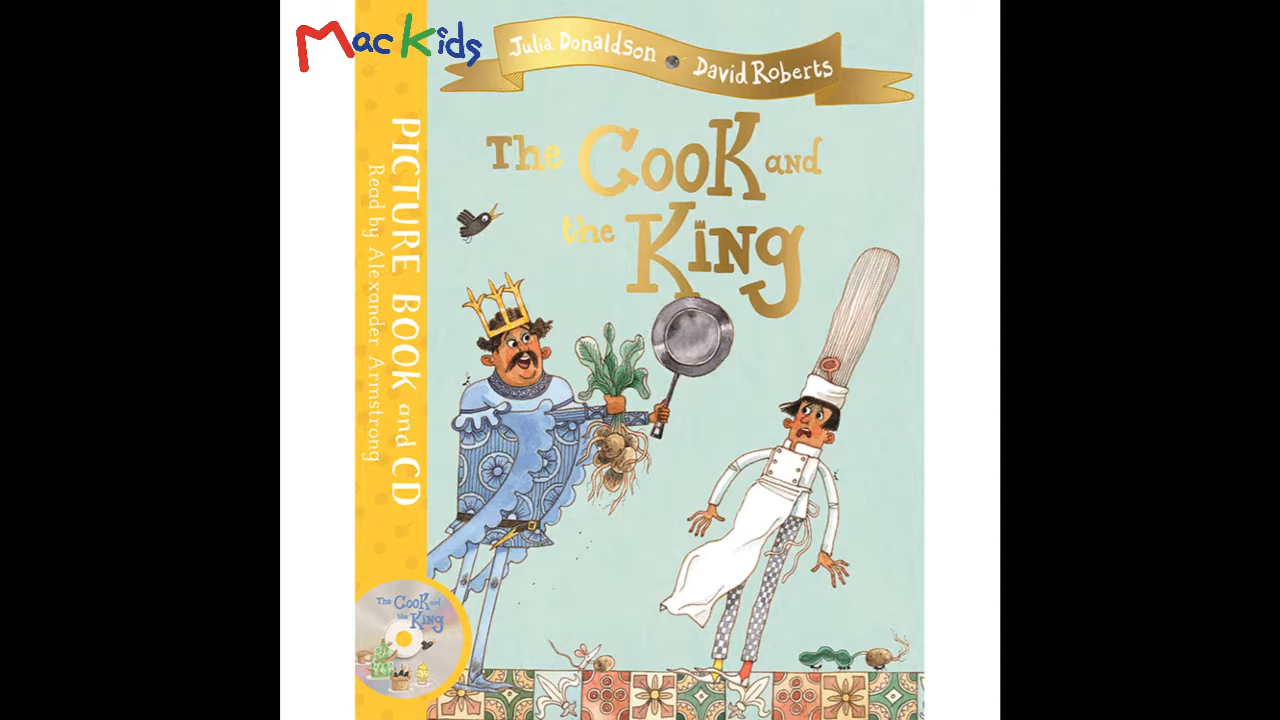 MacKids
Julia Donaldson • David Roberts
The Cook and
the King
PICTURE BOOK and CD
Read by Alexander Armstrong
The Cook and
the King